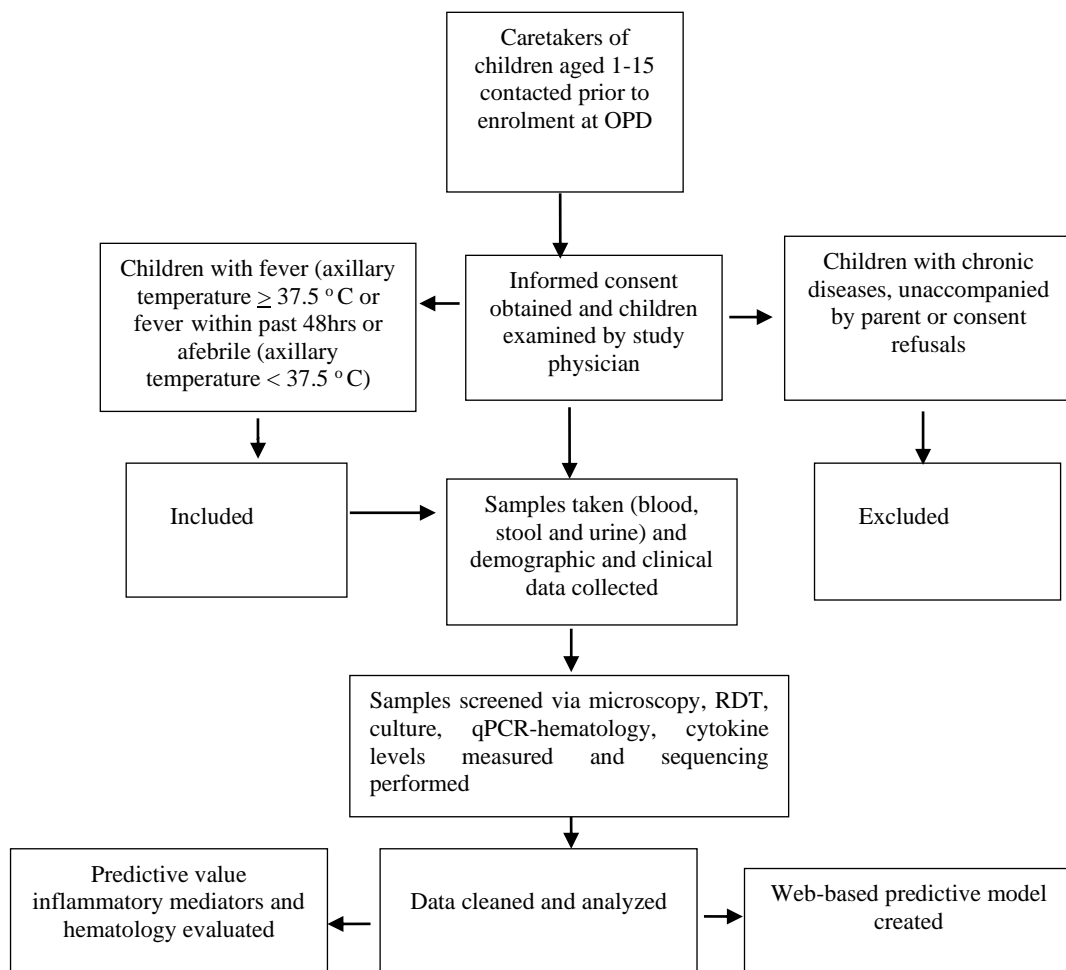 Caretakers of
children aged 1-15
contacted prior to
enrolment at OPD
Children with fever (axillary
temperature ≥ 37.5 ° C or
fever within past 48hrs or
afebrile (axillary
temperature < 37.5 ° C)
Informed consent
obtained and children
examined by study
physician
Children with chronic
diseases, unaccompanied
by parent or consent
refusals
Included
Samples taken (blood,
stool and urine) and
demographic and clinical
data collected
Excluded
Samples screened via microscopy, RDT,
culture, qPCR-hematology, cytokine
levels measured and sequencing
performed
Predictive value
inflammatory mediators and
hematology evaluated
Data cleaned and analyzed
Web-based predictive model
created